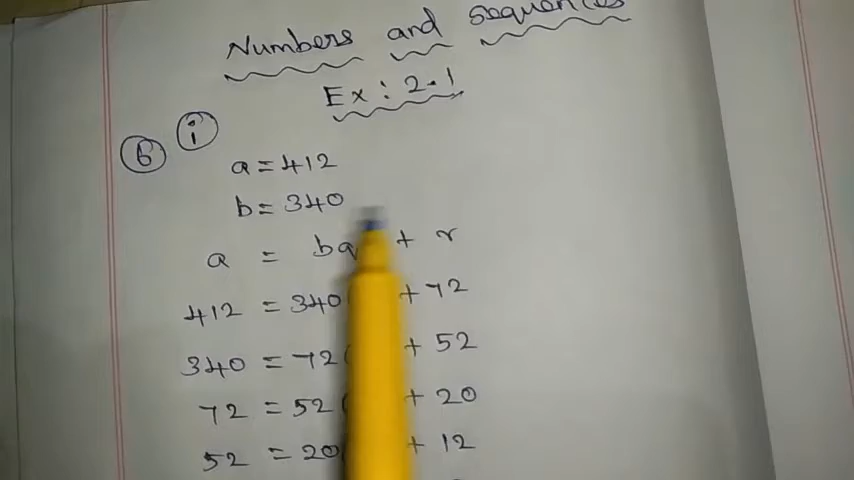 Numbers and Sequences
Ex: 2.1
6 i
a = 412
b = 340
a = bq + r
412 = 340 + 72
340 = 72( + 52
72 = 52( + 20
52 = 20 + 12